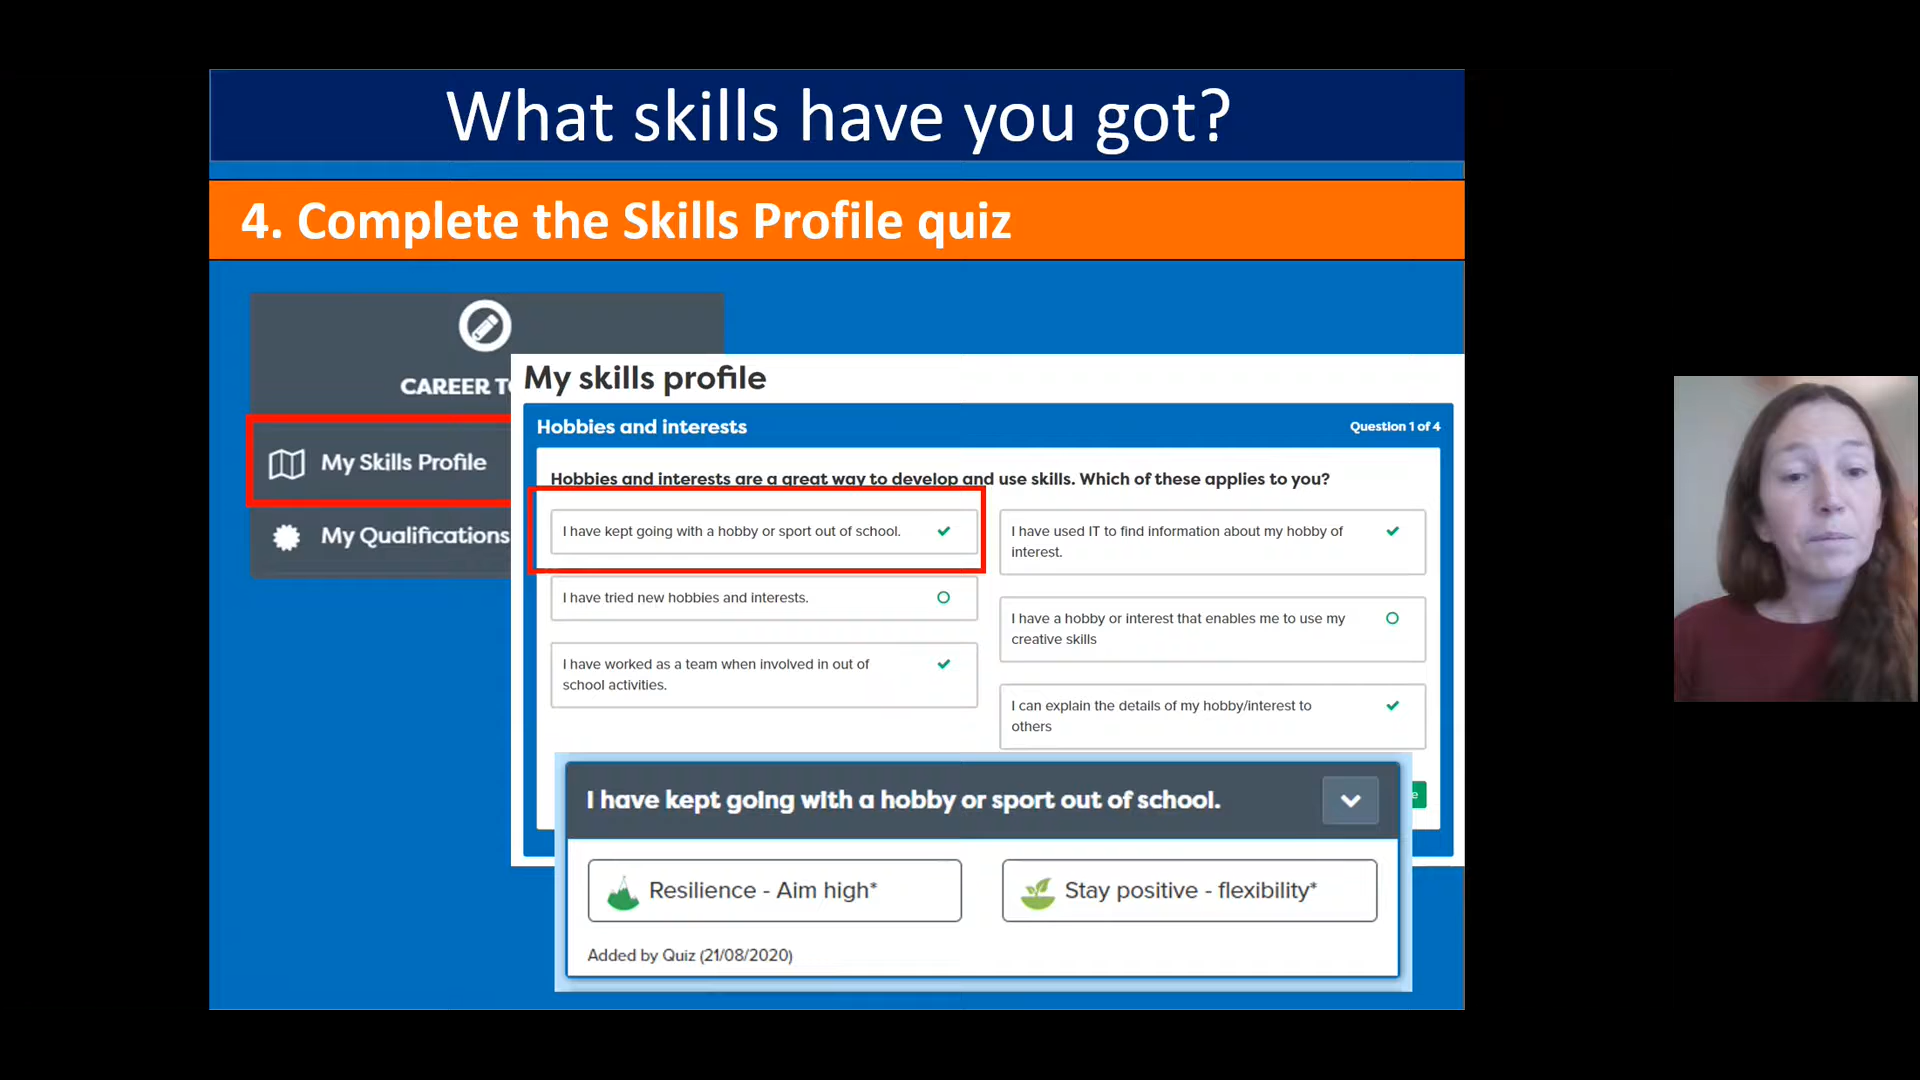 What skills have you got?
4. Complete the Skills Profile quiz
CAREER
My Skills Profile
My Qualifications
My skills profile
Hobbies and interests
Question 1 of 4
Hobbies and interests are a great way to develop and use skills. Which of these applies to you?
I have kept going with a hobby or sport out of school.
I have tried new hobbies and interests.
I have worked as a team when involved in out of
school activities.
I have used IT to find information about my hobby of
interest.
I have a hobby or interest that enables me to use my
creative skills
I can explain the details of my hobby/interest to
others
I have kept going with a hobby or sport out of school.
Resilience - Aim high*
Stay positive - flexibility*
Added by Quiz (21/08/2020)